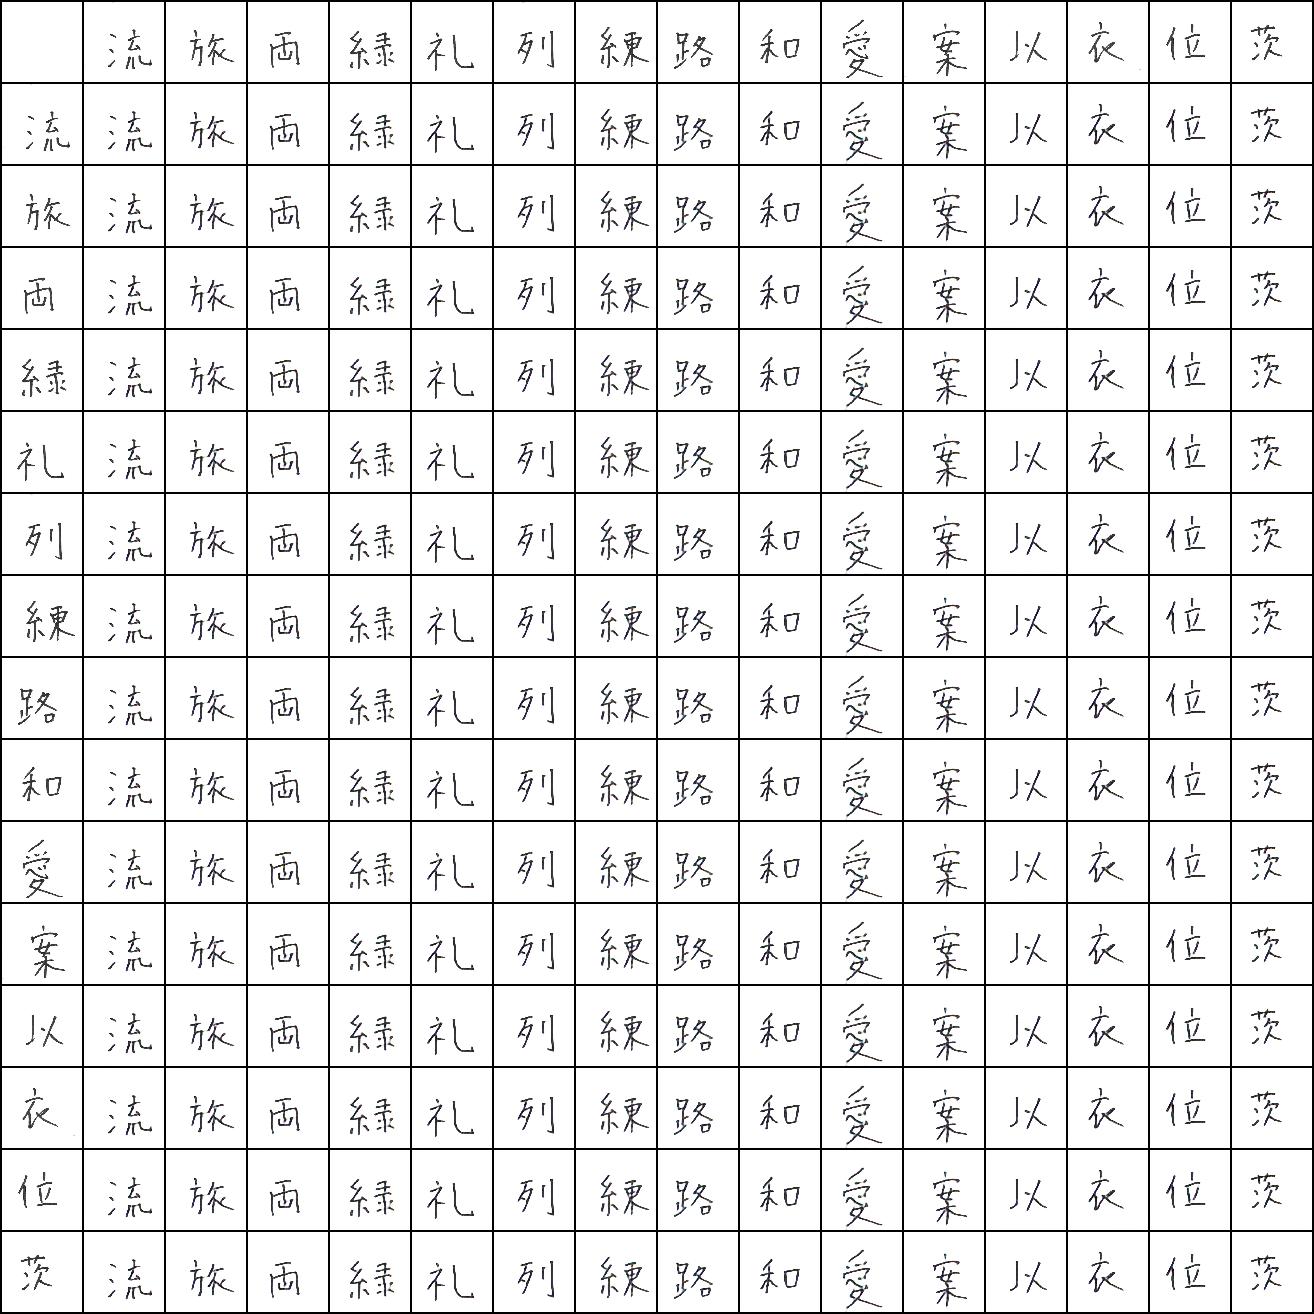 流 旅 両 緑 礼 列 練 路 和 愛 案 以 衣 位 茨
流 流 旅 両 緑 礼 列 練 路 和 愛 案 以 衣 位 茨
旅 流 旅 両 緑 礼 列 練 路 和 愛 案 以 衣 位 茨
両 流 旅 両 緑 礼 列 練 路 和 愛 案 以 衣 位 茨
緑 流 旅 両 緑 礼 列 練 路 和 愛 案 以 衣 位 茨
礼 流 旅 両 緑 礼 列 練 路 和 愛 案 以 衣 位 茨
列 流 旅 両 緑 礼 列 練 路 和 愛 案 以 衣 位 茨
練 流 旅 両 緑 礼 列 練 路 和 愛 案 以 衣 位 茨
路 流 旅 両 緑 礼 列 練 路 和 愛 案 以 衣 位 茨
和 流 旅 両 緑 礼 列 練 路 和 愛 案 以 衣 位 茨
愛 流 旅 両 緑 礼 列 練 路 和 愛 案 以 衣 位 茨
案 流 旅 両 緑 礼 列 練 路 和 愛 案 以 衣 位 茨
以 流 旅 両 緑 礼 列 練 路 和 愛 案 以 衣 位 茨
衣 流 旅 両 緑 礼 列 練 路 和 愛 案 以 衣 位 茨
位 流 旅 両 緑 礼 列 練 路 和 愛 案 以 衣 位 茨
茨 流 旅 両 緑 礼 列 練 路 和 愛 案 以 衣 位 茨